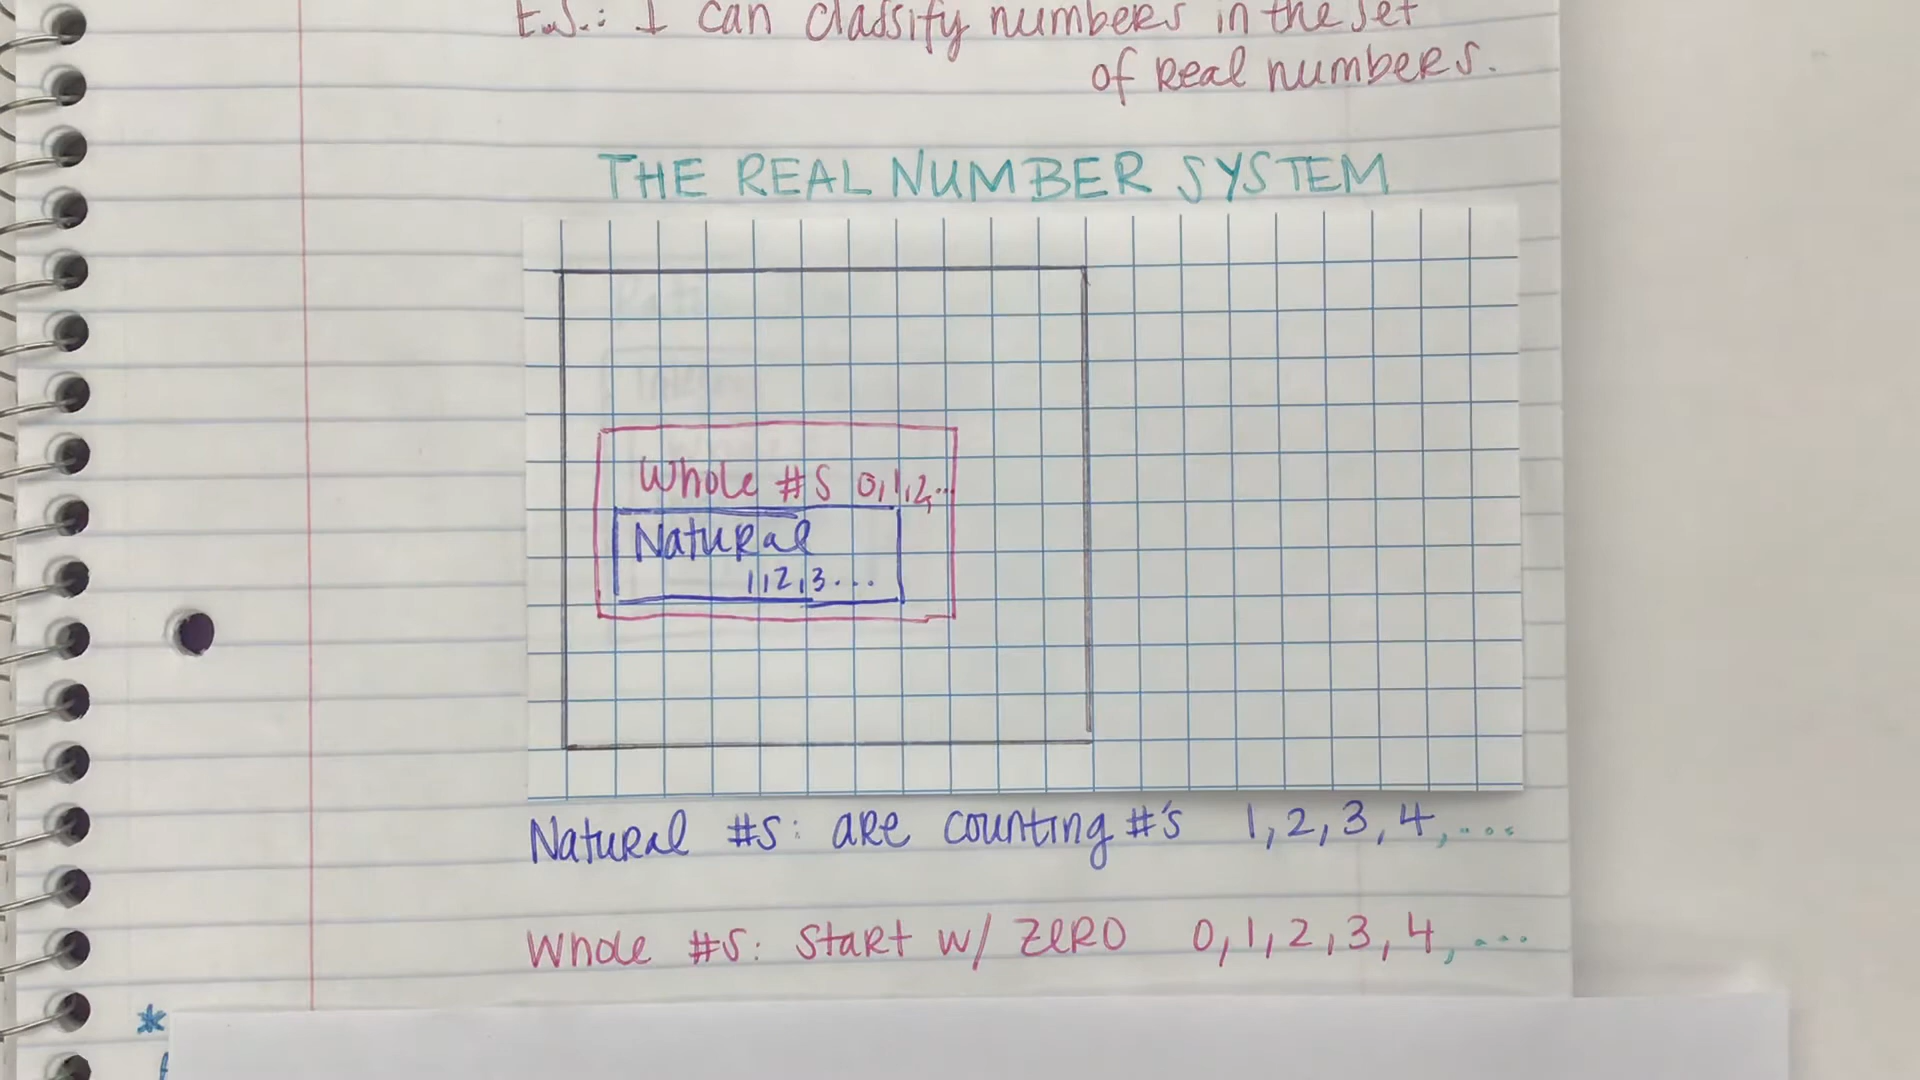 I can classify numbers in the set
of Real numbers.
THE REAL NUMBER SYSTEM
Whole #S 0,1,2,...
Natural
1,2,3...
Natural #s: are counting #'s 1, 2, 3, 4, ...
Whole #s: Start w/ ZERO 0, 1, 2, 3, 4, ...
*